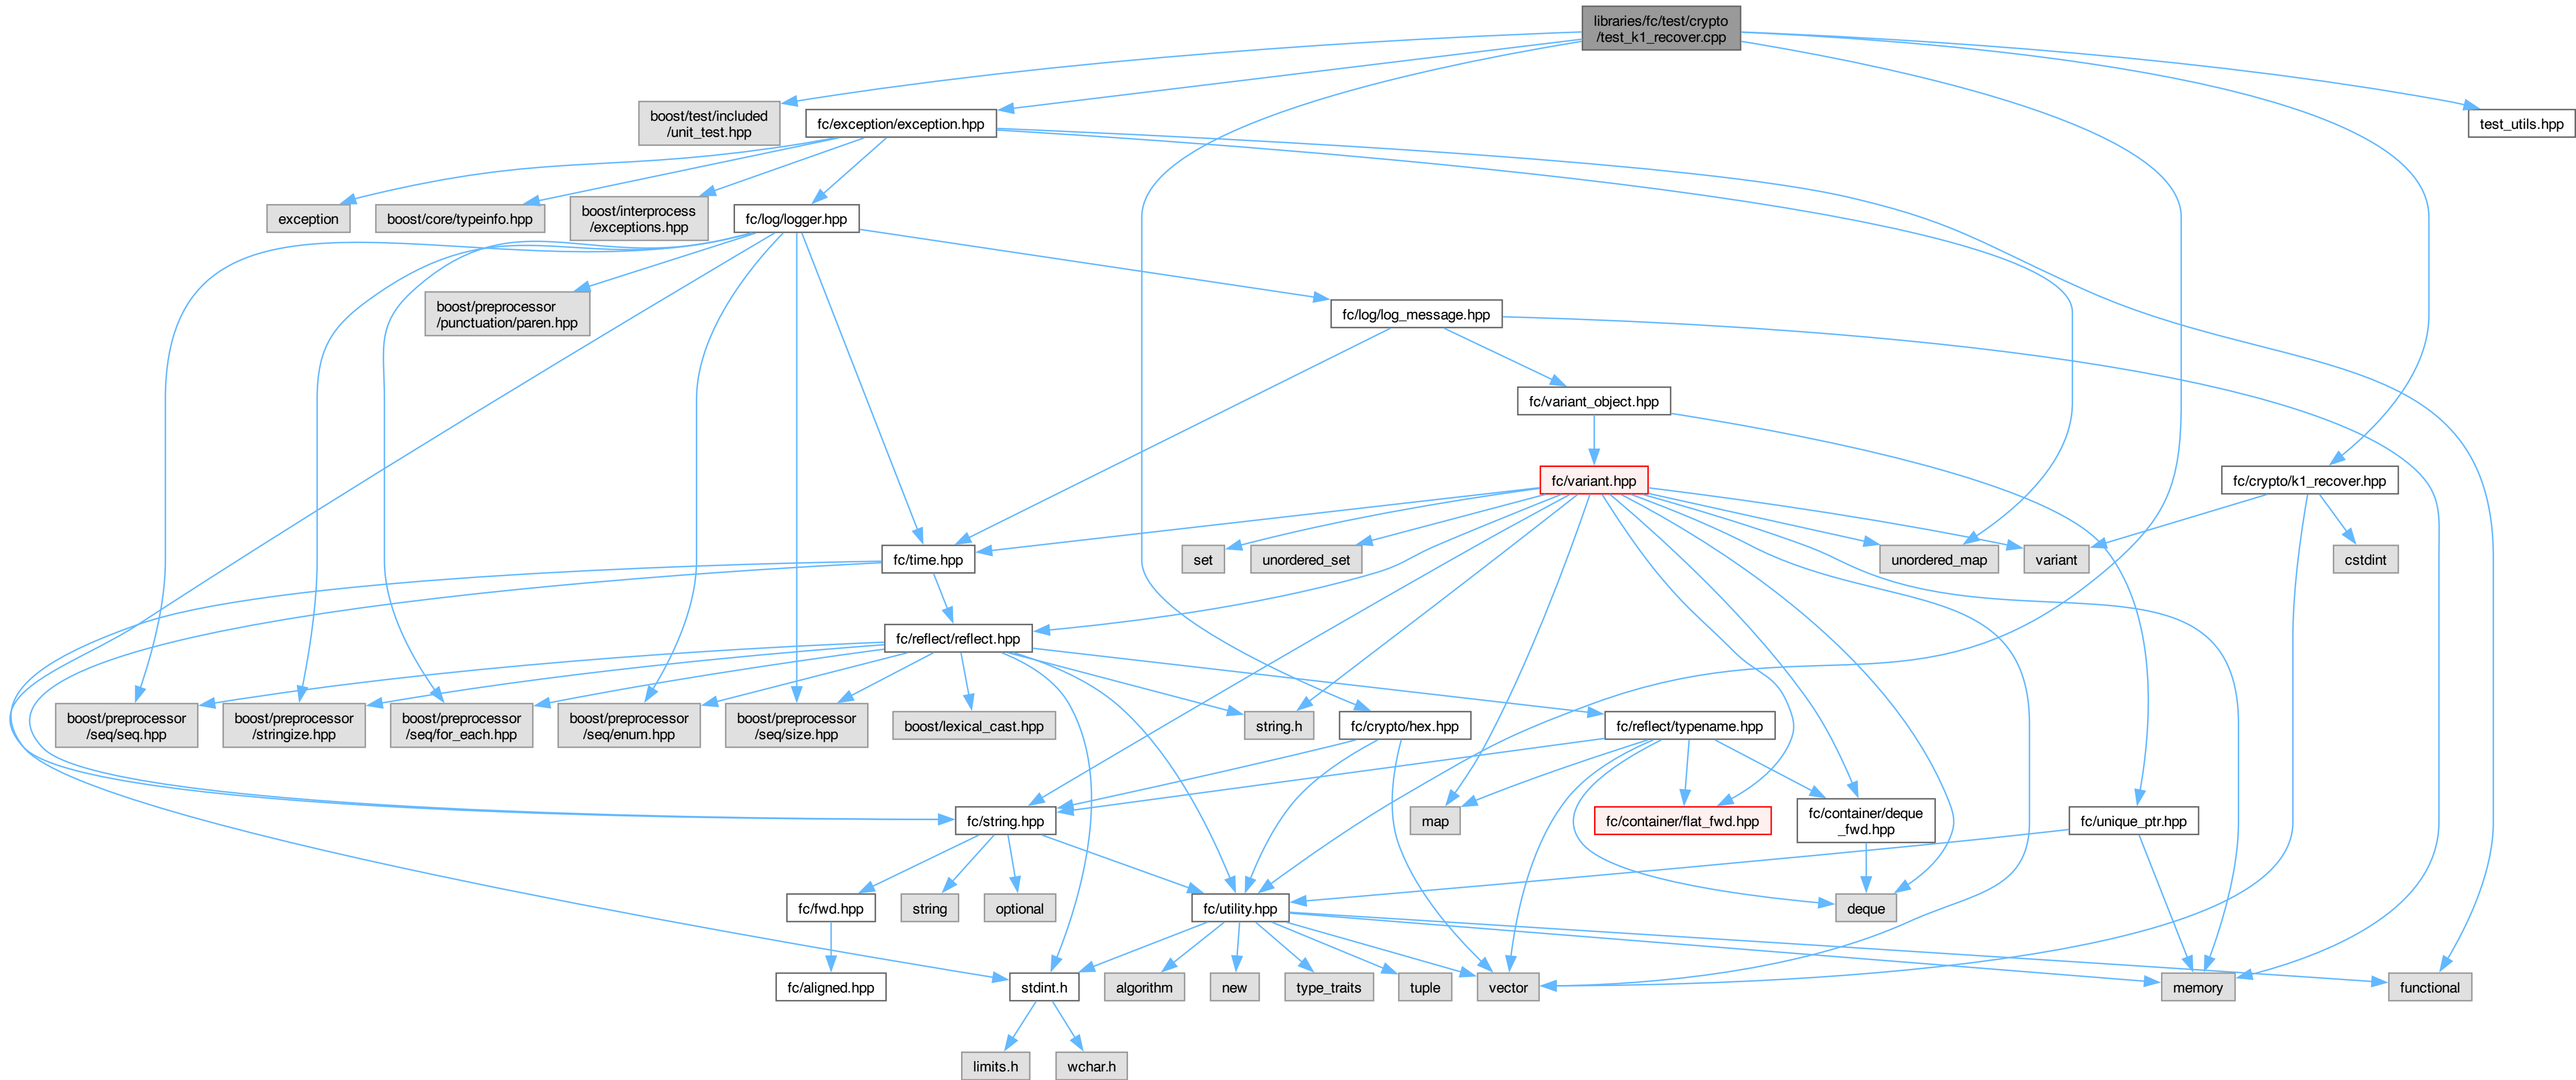 libraries/fc/test/crypto
/test_k1_recover.cpp
boost/test/included
/unit_test.hpp
fc/exception/exception.hpp
test_utils.hpp
exception
boost/core/typeinfo.hpp
boost/interprocess
/exceptions.hpp
fc/log/logger.hpp
boost/preprocessor
/punctuation/paren.hpp
fc/log/log_message.hpp
fc/variant_object.hpp
fc/variant.hpp
fc/crypto/k1_recover.hpp
fc/time.hpp
set
unordered_set
unordered_map
variant
cstdint
fc/reflect/reflect.hpp
boost/preprocessor
/seq/seq.hpp
boost/preprocessor
/stringize.hpp
boost/preprocessor
/seq/for_each.hpp
boost/preprocessor
/seq/enum.hpp
boost/preprocessor
/seq/size.hpp
boost/lexical_cast.hpp
string.h
fc/crypto/hex.hpp
fc/reflect/typename.hpp
fc/string.hpp
map
fc/container/flat_fwd.hpp
fc/container/deque
_fwd.hpp
fc/unique_ptr.hpp
fc/fwd.hpp
string
optional
fc/utility.hpp
deque
fc/aligned.hpp
stdint.h
algorithm
new
type_traits
tuple
vector
memory
functional
limits.h
wchar.h